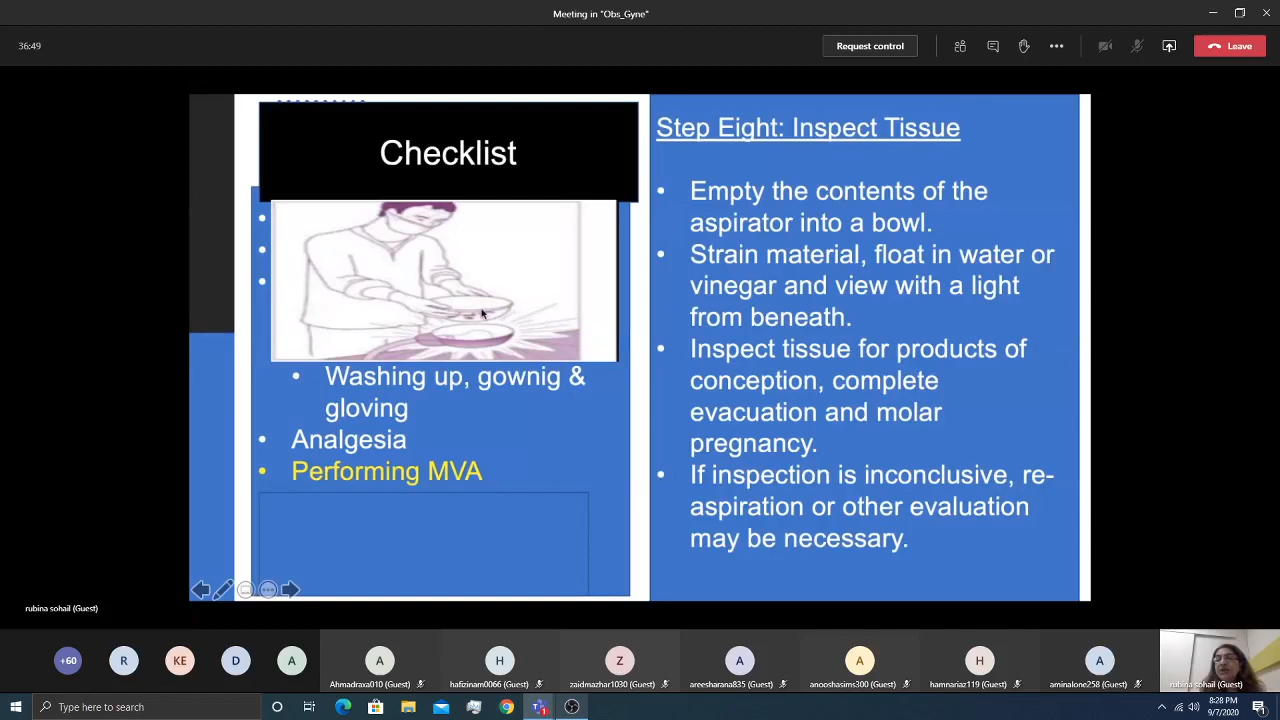 Meeting in "Obs_Gyne"
36:49
Request control
Leave
Checklist
Washing up, gownig &
gloving
Analgesia
Performing MVA
Step Eight: Inspect Tissue
Empty the contents of the
aspirator into a bowl.
Strain material, float in water or
vinegar and view with a light
from beneath.
Inspect tissue for products of
conception, complete
evacuation and molar
pregnancy.
If inspection is inconclusive, re-
aspiration or other evaluation
may be necessary.
rubina sohail (Guest)
+60
R
KE
D
A
A
H
Z
A
A
H
A
Ahmadraxa010 (Guest)
hafizinam0066 (Guest)
zaidmazhar1030 (Guest)
areesharana835 (Guest)
anooshasims300 (Guest)
hamnariaz119 (Guest)
aminalone258 (Guest)
rubina sohail (Guest)
Type here to search
8:28 PM
9/7/2020